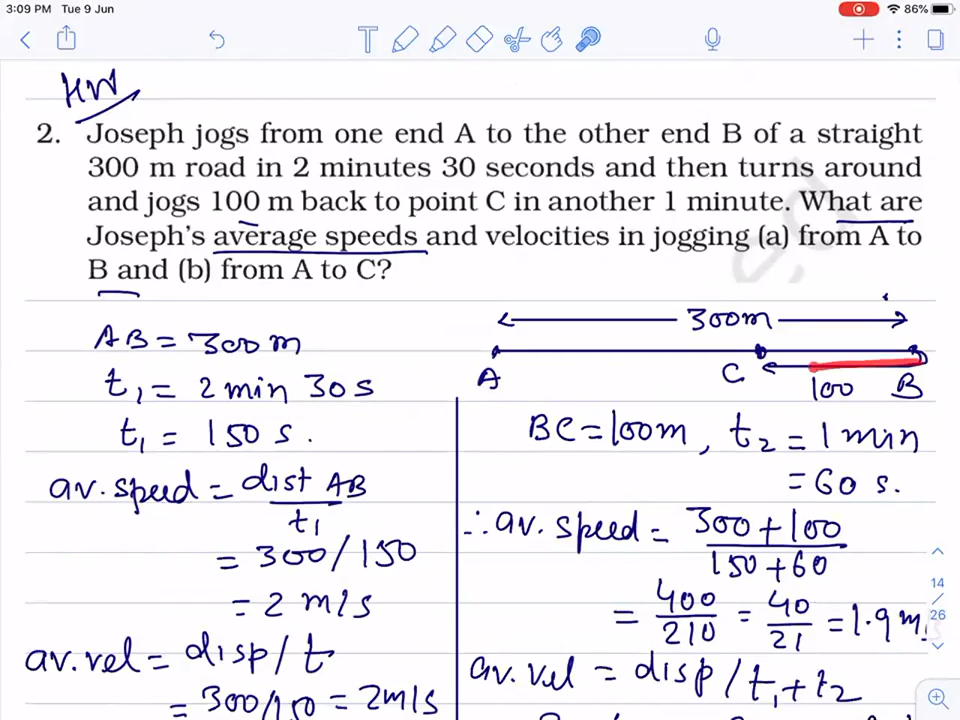 3:09 PM Tue 9 Jun
86%
HW
2. Joseph jogs from one end A to the other end B of a straight
300 m road in 2 minutes 30 seconds and then turns around
and jogs 100 m back to point C in another 1 minute. What are
Joseph's average speeds and velocities in jogging (a) from A to
B and (b) from A to C?
300m
A C 100 B
AB = 300 m
t₁ = 2 min 30 s
t₁ = 150 s.
av. speed = dist AB / t₁
= 300/150
= 2 m/s
av. vel = disp/t
= 300/150 = 2m/s
BC = 100m, t₂ = 1 min
= 60 s.
∴ av. speed = 300 + 100 / 150 + 60
= 400/210 = 40/21 = 1.9 m/s
av. vel = disp / t₁ + t₂
14
/
26